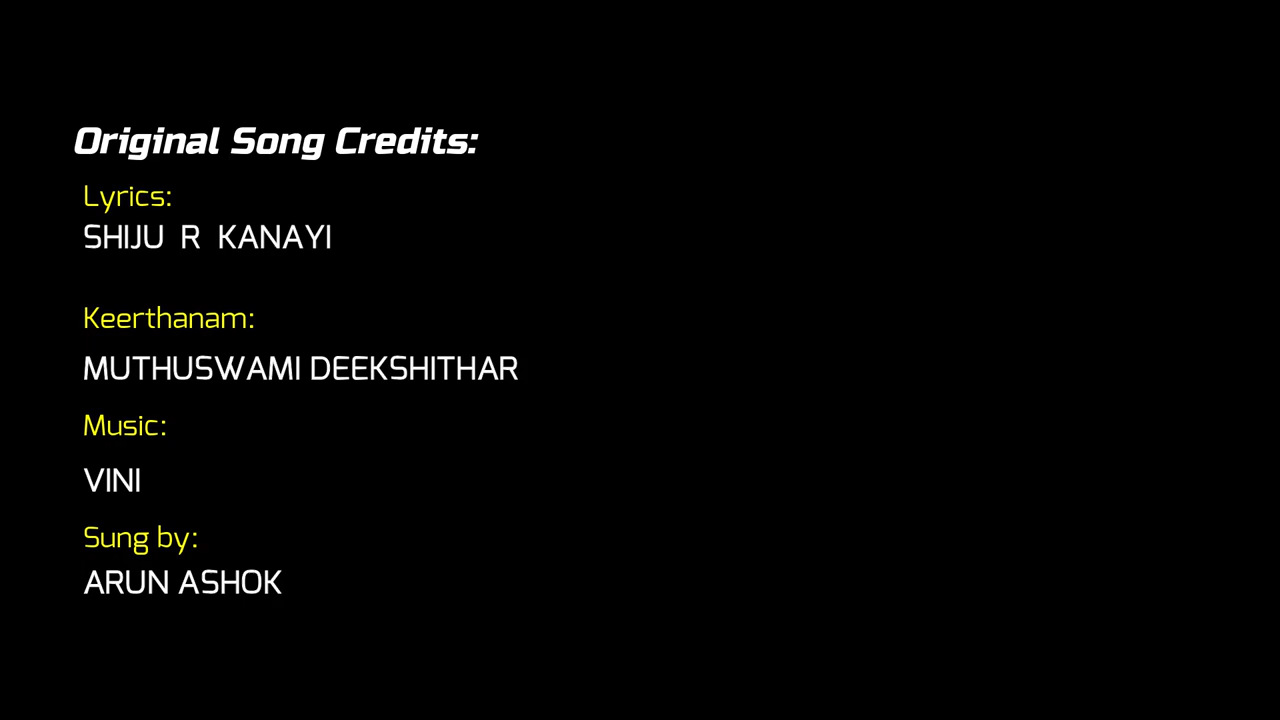 Original Song Credits:
Lyrics:
SHIJU R KANAYI
Keerthanam:
MUTHUSWAMI DEEKSHITHAR
Music:
VINI
Sung by:
ARUN ASHOK